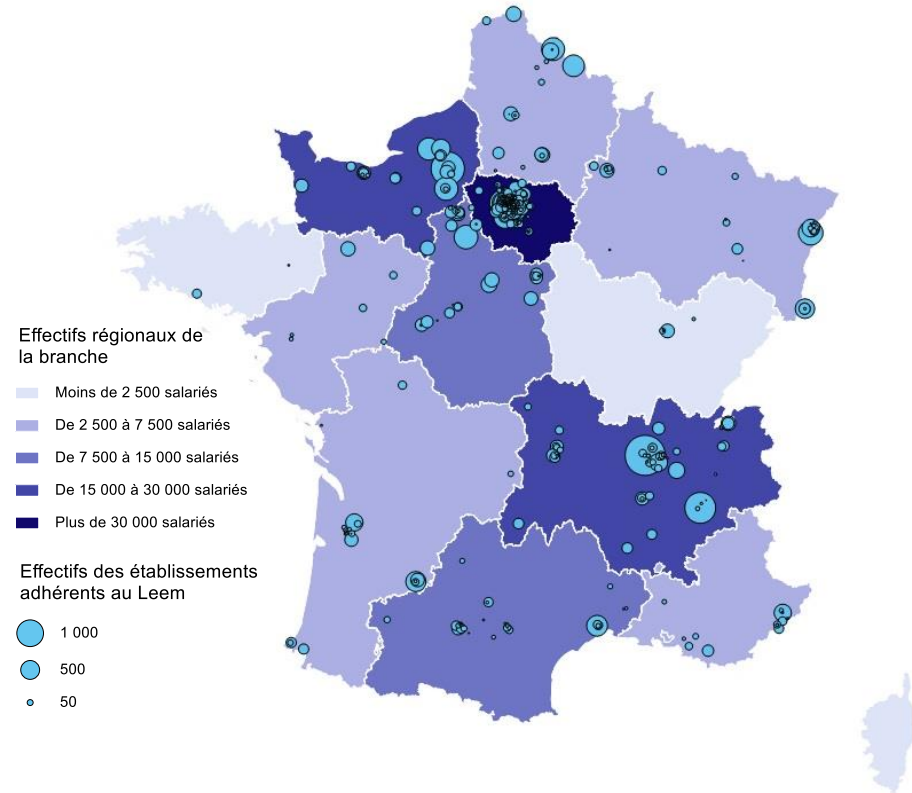 Effectifs régionaux de
la branche
Moins de 2 500 salariés
De 2 500 à 7 500 salariés
De 7 500 à 15 000 salariés
De 15 000 à 30 000 salariés
Plus de 30 000 salariés
Effectifs des établissements
adhérents au Leem
1 000
500
50